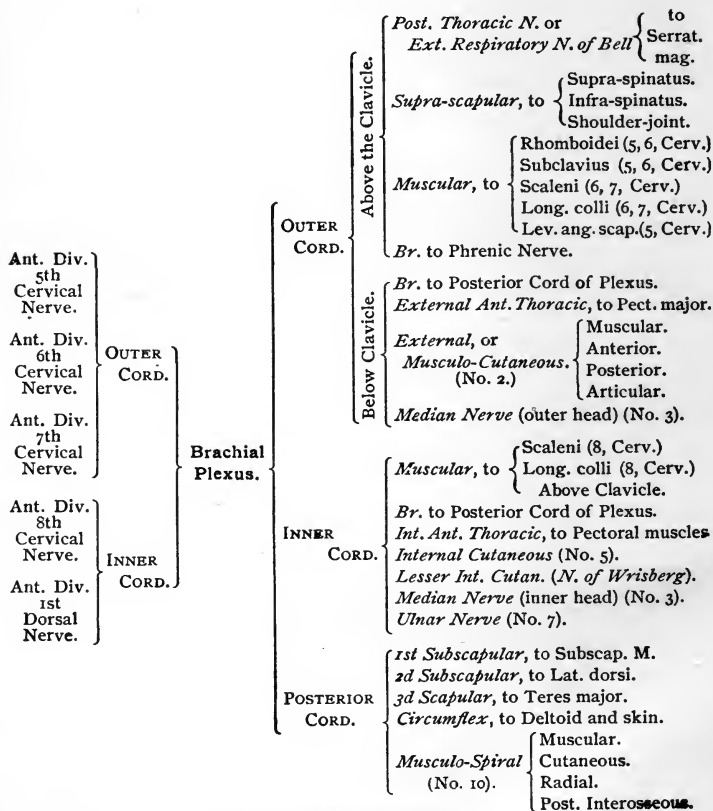 Ant. Div.
5th
Cervical
Nerve.
Ant. Div.
6th
Cervical
Nerve.
Ant. Div.
7th
Cervical
Nerve.
Ant. Div.
8th
Cervical
Nerve.
Ant. Div.
1st
Dorsal
Nerve.
OUTER
CORD.
INNER
CORD.
Brachial
Plexus.
OUTER
CORD.
Above the Clavicle.
Post. Thoracic N. or
Ext. Respiratory N. of Bell
to
Serrat.
mag.
Supra-scapular, to
Supra-spinatus.
Infra-spinatus.
Shoulder-joint.
Muscular, to
Rhomboidei (5, 6, Cerv.)
Subclavius (5, 6, Cerv.)
Scaleni (6, 7, Cerv.)
Long. colli (6, 7, Cerv.)
Lev. ang. scap.(5, Cerv.)
Br. to Phrenic Nerve.
Below Clavicle.
Br. to Posterior Cord of Plexus.
External Ant. Thoracic, to Pect. major.
External, or
Musculo-Cutaneous.
(No. 2.)
Muscular.
Anterior.
Posterior.
Articular.
Median Nerve (outer head) (No. 3).
INNER
CORD.
Muscular, to
Scaleni (8, Cerv.)
Long. colli (8, Cerv.)
Above Clavicle.
Br. to Posterior Cord of Plexus.
Int. Ant. Thoracic, to Pectoral muscles
Internal Cutaneous (No. 5).
Lesser Int. Cutan. (N. of Wrisberg).
Median Nerve (inner head) (No. 3).
Ulnar Nerve (No. 7).
POSTERIOR
CORD.
1st Subscapular, to Subscap. M.
2d Subscapular, to Lat. dorsi.
3d Scapular, to Teres major.
Circumflex, to Deltoid and skin.
Musculo-Spiral
(No. 10).
Muscular.
Cutaneous.
Radial.
Post. Interosseous.